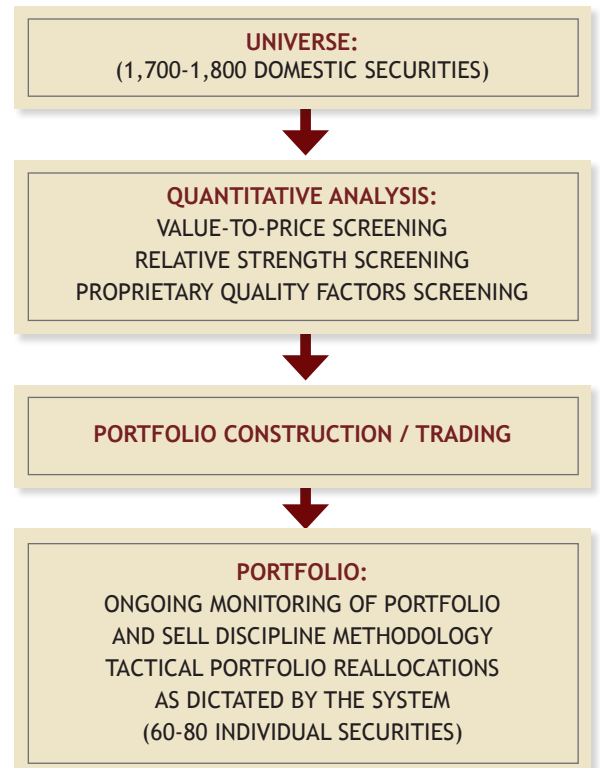 UNIVERSE:
(1,700-1,800 DOMESTIC SECURITIES)
QUANTITATIVE ANALYSIS:
VALUE-TO-PRICE SCREENING
RELATIVE STRENGTH SCREENING
PROPRIETARY QUALITY FACTORS SCREENING
PORTFOLIO CONSTRUCTION / TRADING
PORTFOLIO:
ONGOING MONITORING OF PORTFOLIO
AND SELL DISCIPLINE METHODOLOGY
TACTICAL PORTFOLIO REALLOCATIONS
AS DICTATED BY THE SYSTEM
(60-80 INDIVIDUAL SECURITIES)